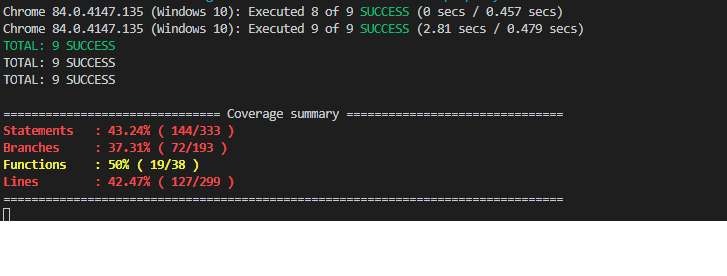 Chrome 84.0.4147.135 (Windows 10): Executed 8 of 9 SUCCESS (0 secs / 0.457 secs)
Chrome 84.0.4147.135 (Windows 10): Executed 9 of 9 SUCCESS (2.81 secs / 0.479 secs)
TOTAL: 9 SUCCESS
TOTAL: 9 SUCCESS
TOTAL: 9 SUCCESS
=============================== Coverage summary ===============================
Statements   : 43.24% ( 144/333 )
Branches     : 37.31% ( 72/193 )
Functions    : 50% ( 19/38 )
Lines        : 42.47% ( 127/299 )
================================================================================